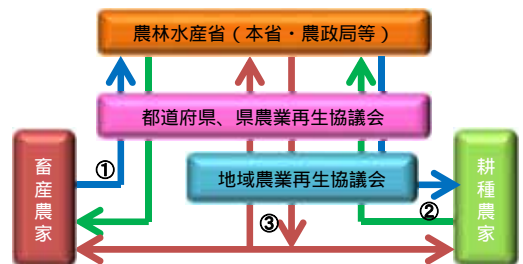 農林水産省（本省・農政局等）
都道府県、県農業再生協議会
①
畜産農家
地域農業再生協議会
耕種農家
②
③